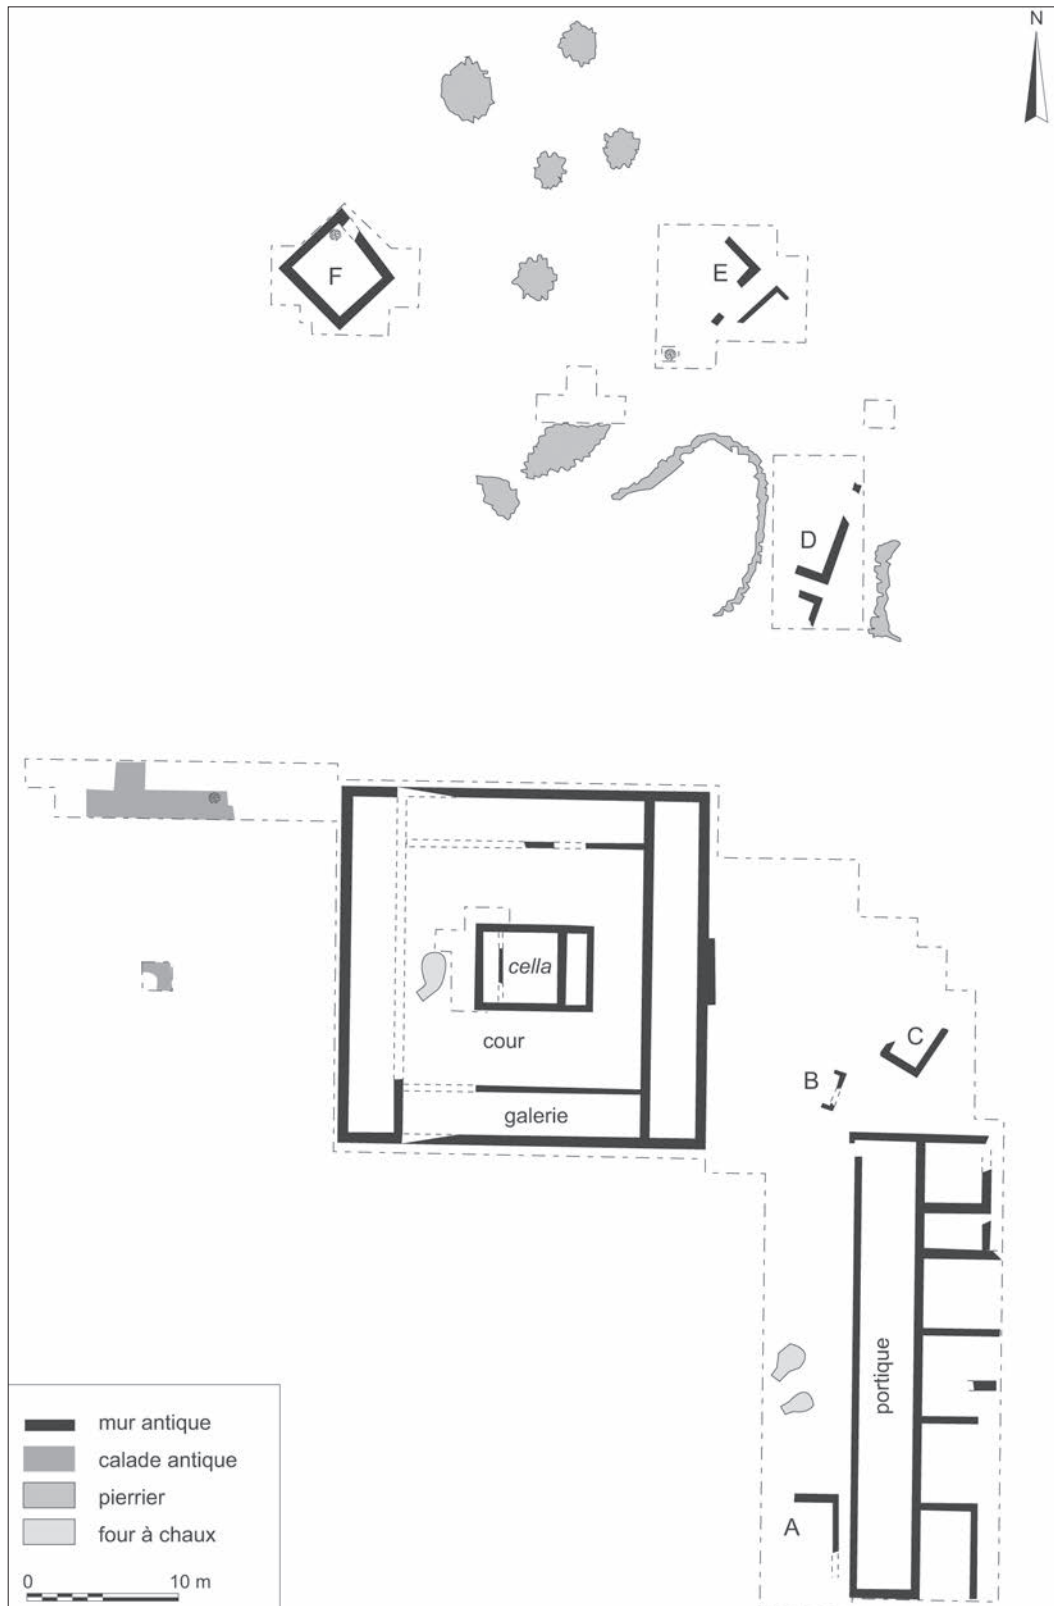 N
F
E
D
cella
cour
galerie
C
B
portique
A
mur antique
calade antique
pierrier
four à chaux
0 10 m